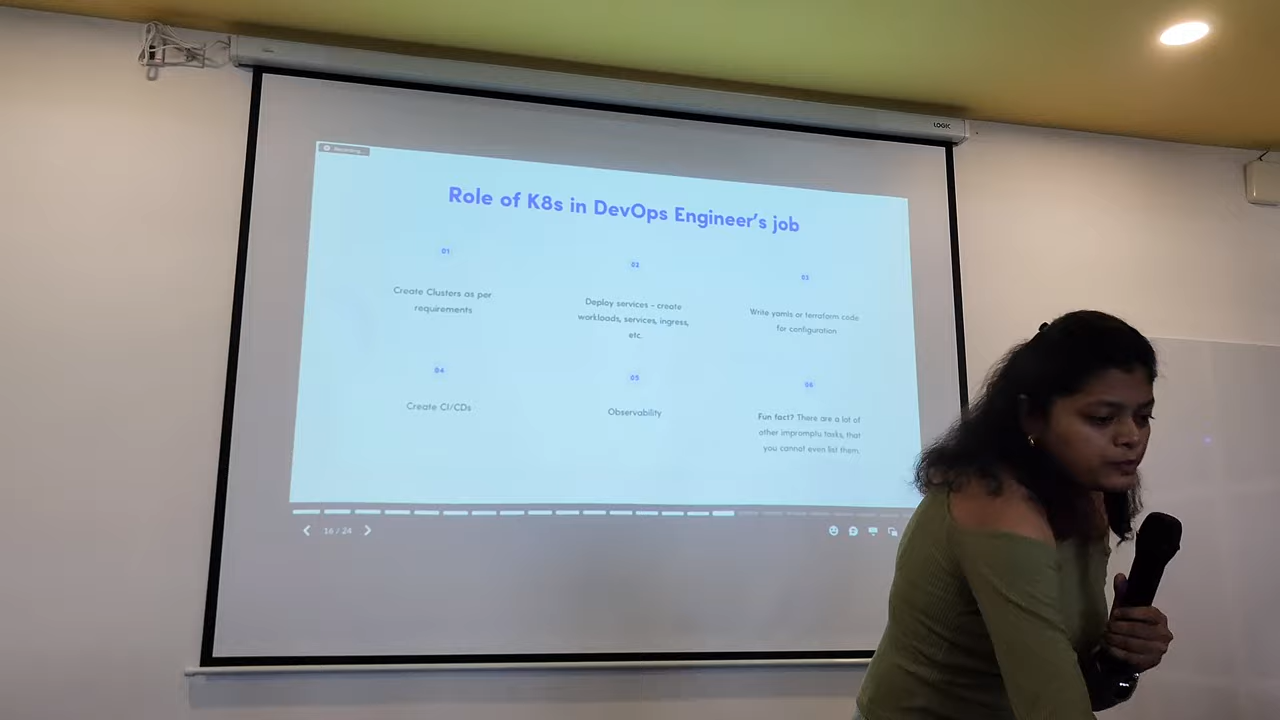 LOGIC
Recording...
Role of K8s in DevOps Engineer's job
01
Create Clusters as per
requirements
02
Deploy services - create
workloads, services, ingress,
etc.
03
Write yamls or terraform code
for configuration
04
Create CI/CDs
05
Observability
06
Fun fact? There are a lot of
other impromptu tasks, that
you cannot even list them.
16 / 24